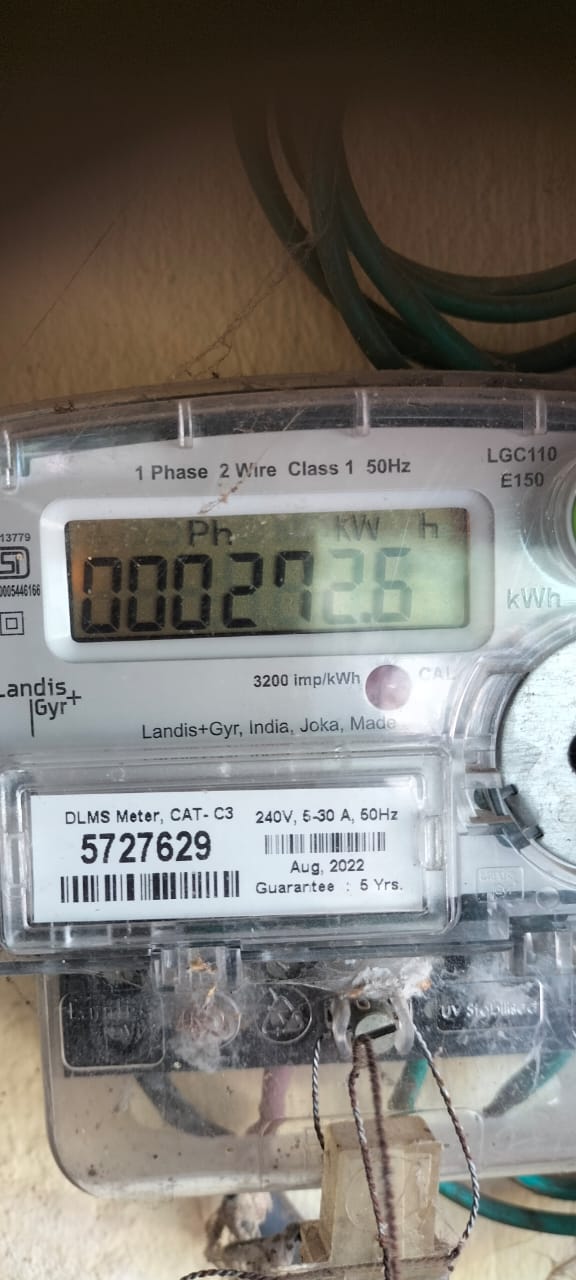 1 Phase 2 Wire Class 1 50Hz
LGC110
E150
13779
0005446166
Ph kW h
000272.6
kWh
Landis
Gyr+
3200 imp/kWh
CAL
Landis+Gyr, India, Joka, Made
DLMS Meter, CAT- C3
5727629
240V, 5-30 A, 50Hz
Aug, 2022
Guarantee : 5 Yrs.
UV Stabilised